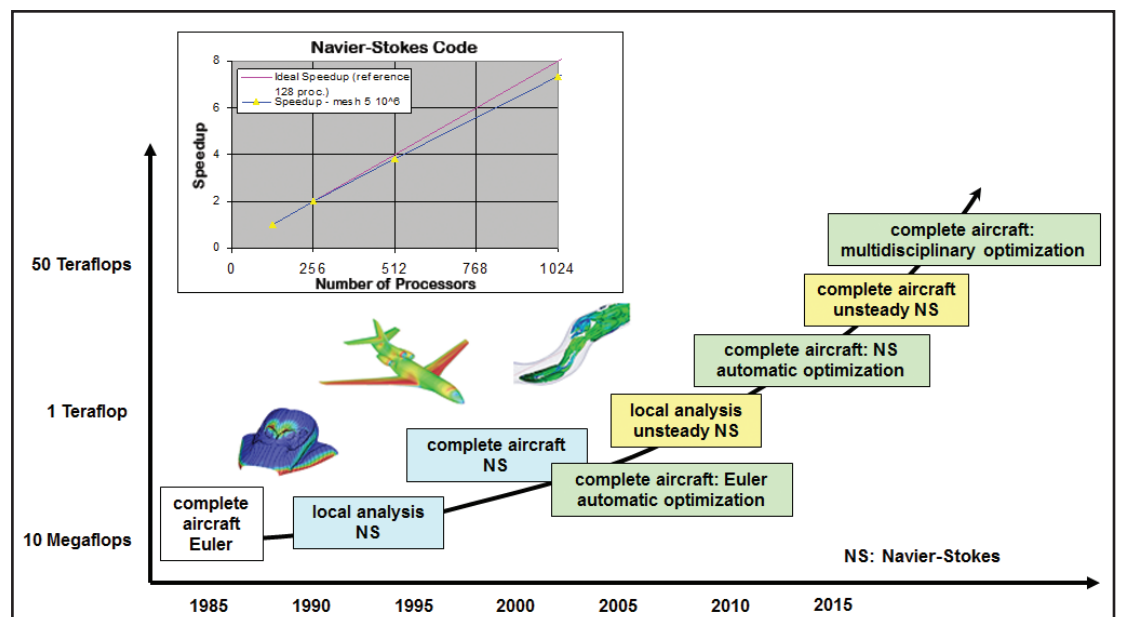 Navier-Stokes Code
Ideal Speedup (reference
128 proc.)
Speedup - mesh 5 10^6
Speedup
8
6
4
2
0
0 256 512 768 1024
Number of Processors
50 Teraflops
1 Teraflop
10 Megaflops
complete aircraft:
multidisciplinary optimization
complete aircraft
unsteady NS
complete aircraft: NS
automatic optimization
local analysis
unsteady NS
complete aircraft
NS
complete aircraft: Euler
automatic optimization
complete
aircraft
Euler
local analysis
NS
NS: Navier-Stokes
1985 1990 1995 2000 2005 2010 2015